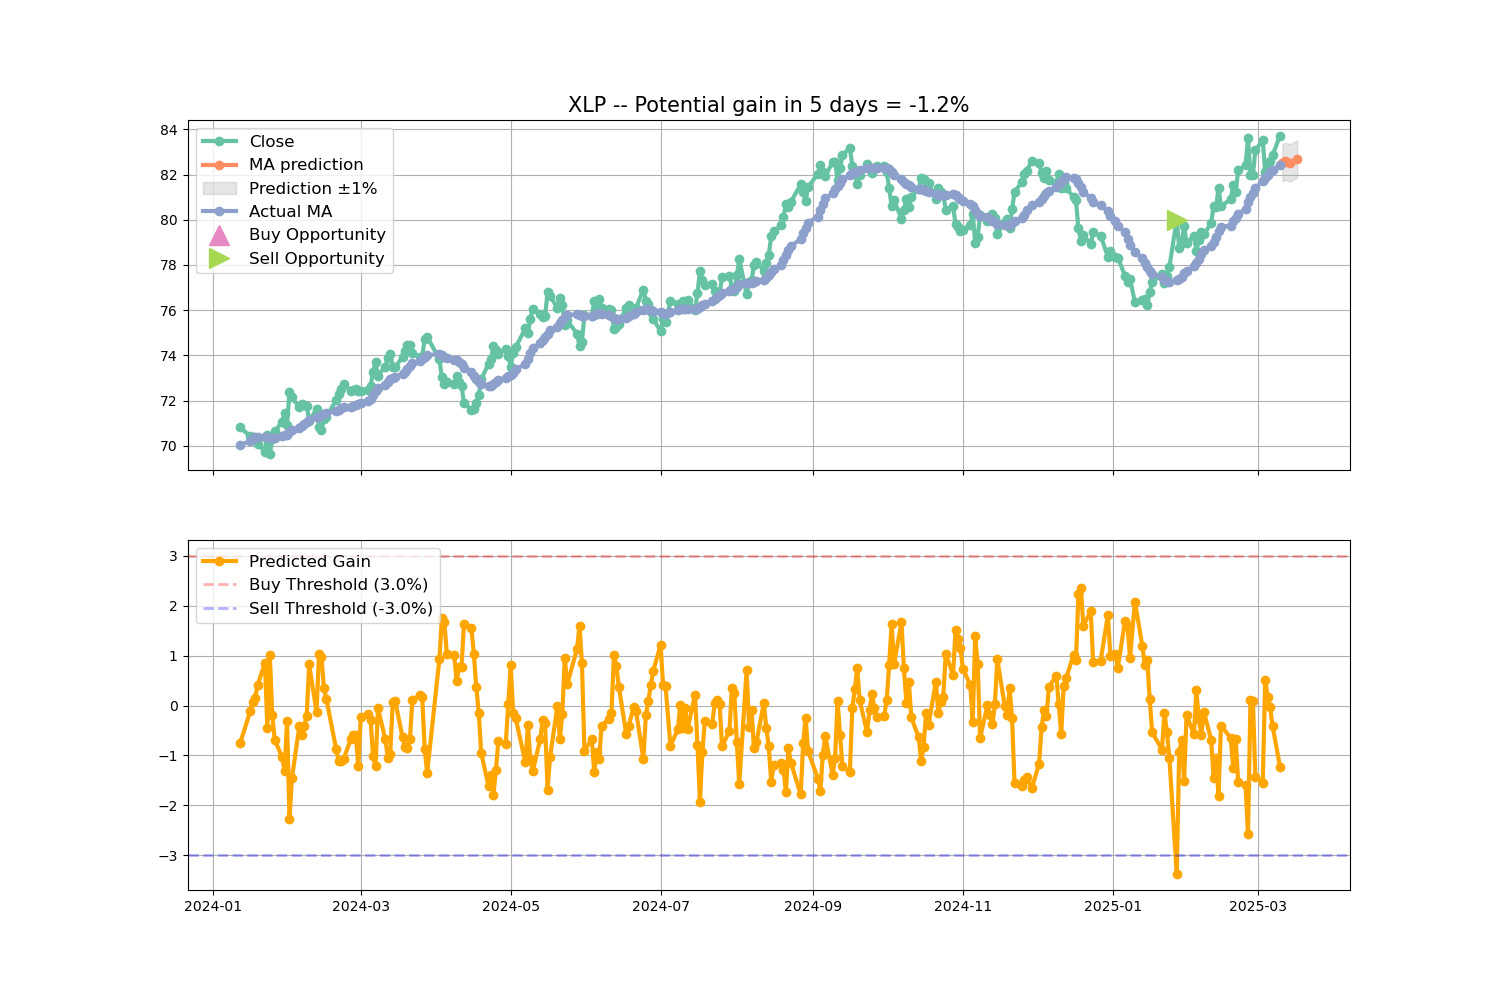 XLP -- Potential gain in 5 days = -1.2%
84
82
80
78
76
74
72
70
Close
MA prediction
Prediction ±1%
Actual MA
Buy Opportunity
Sell Opportunity
3
2
1
0
−1
−2
−3
Predicted Gain
Buy Threshold (3.0%)
Sell Threshold (-3.0%)
2024-01 2024-03 2024-05 2024-07 2024-09 2024-11 2025-01 2025-03